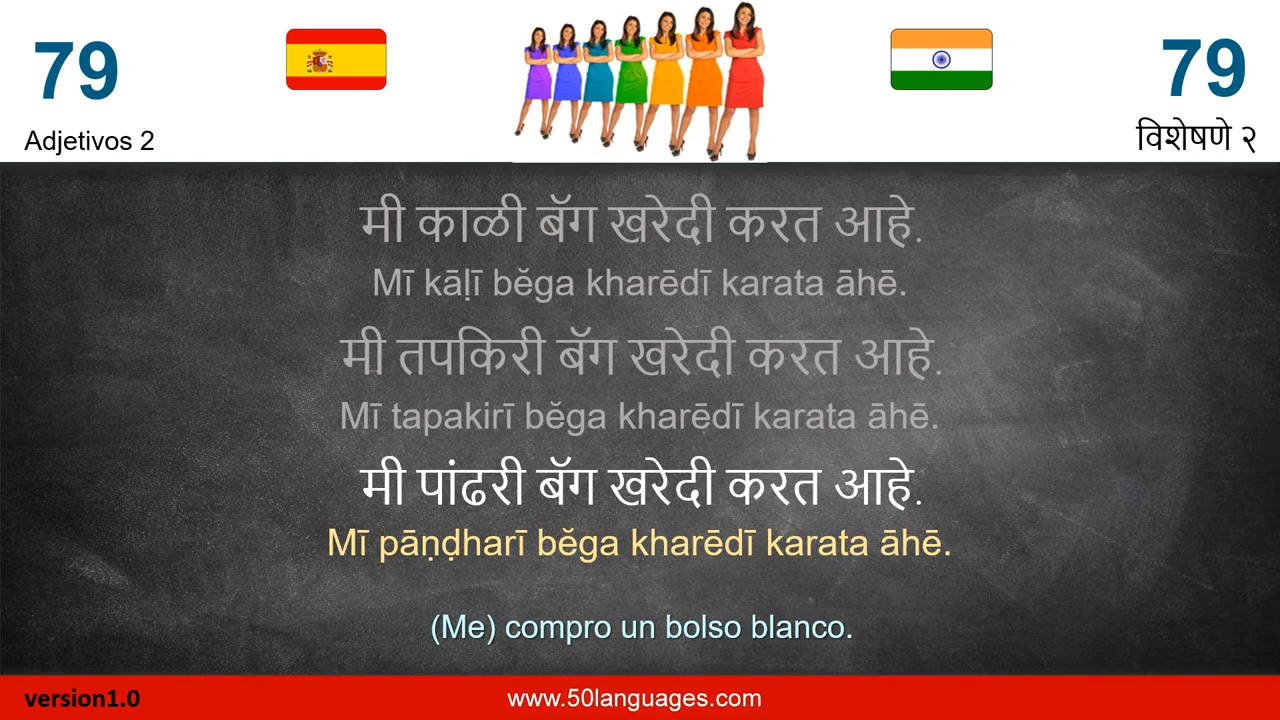 79
79
Adjetivos 2
विशेषणे २
मी काळी बॅग खरेदी करत आहे.
Mī kāḷī bĕga kharēdī karata āhē.
मी तपकिरी बॅग खरेदी करत आहे.
Mī tapakirī bĕga kharēdī karata āhē.
मी पांढरी बॅग खरेदी करत आहे.
Mī pāṇḍharī bĕga kharēdī karata āhē.
(Me) compro un bolso blanco.
version1.0
www.50languages.com